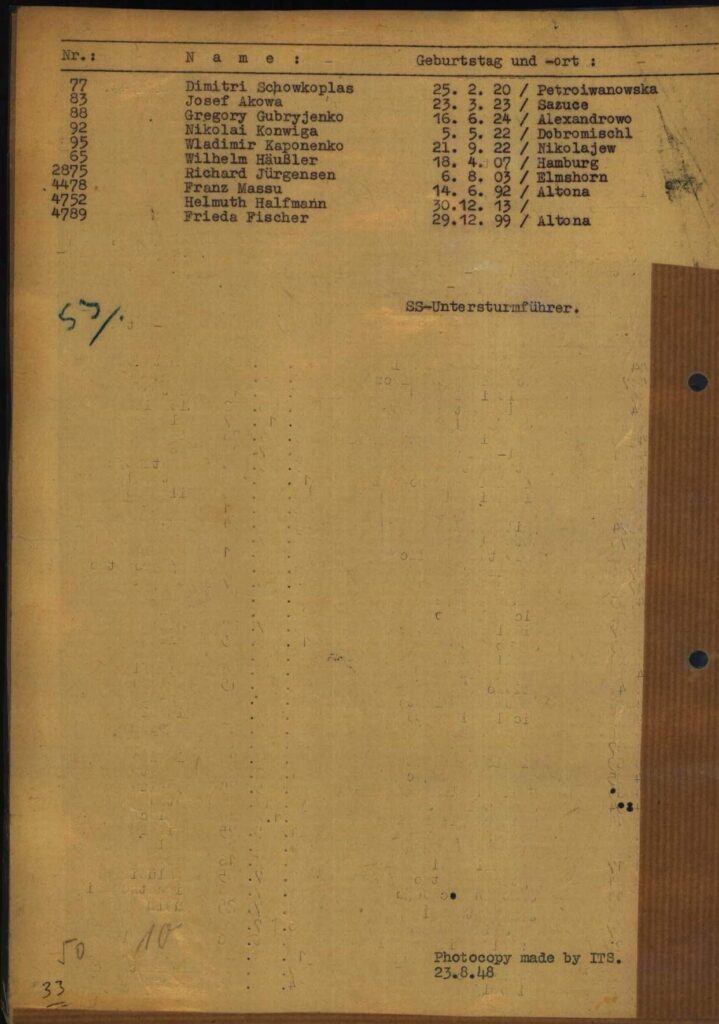 Nr.: N a m e : Geburtstag und -ort :
77 Dimitri Schowkoplas 25. 2. 20 / Petroiwanowska
83 Josef Akowa 23. 3. 23 / Sazuce
88 Gregory Gubryjenko 16. 6. 24 / Alexandrowo
92 Nikolai Konwiga 5. 5. 22 / Dobromischl
95 Wladimir Kaponenko 21. 9. 22 / Nikolajew
65 Wilhelm Häußler 18. 4. 07 / Hamburg
2875 Richard Jürgensen 6. 8. 03 / Elmshorn
4478 Franz Massu 14. 6. 92 / Altona
4752 Helmuth Halfmann 30.12. 13 /
4789 Frieda Fischer 29.12. 99 / Altona
SS-Untersturmführer.
50 10
Photocopy made by ITS.
23.8.48
33